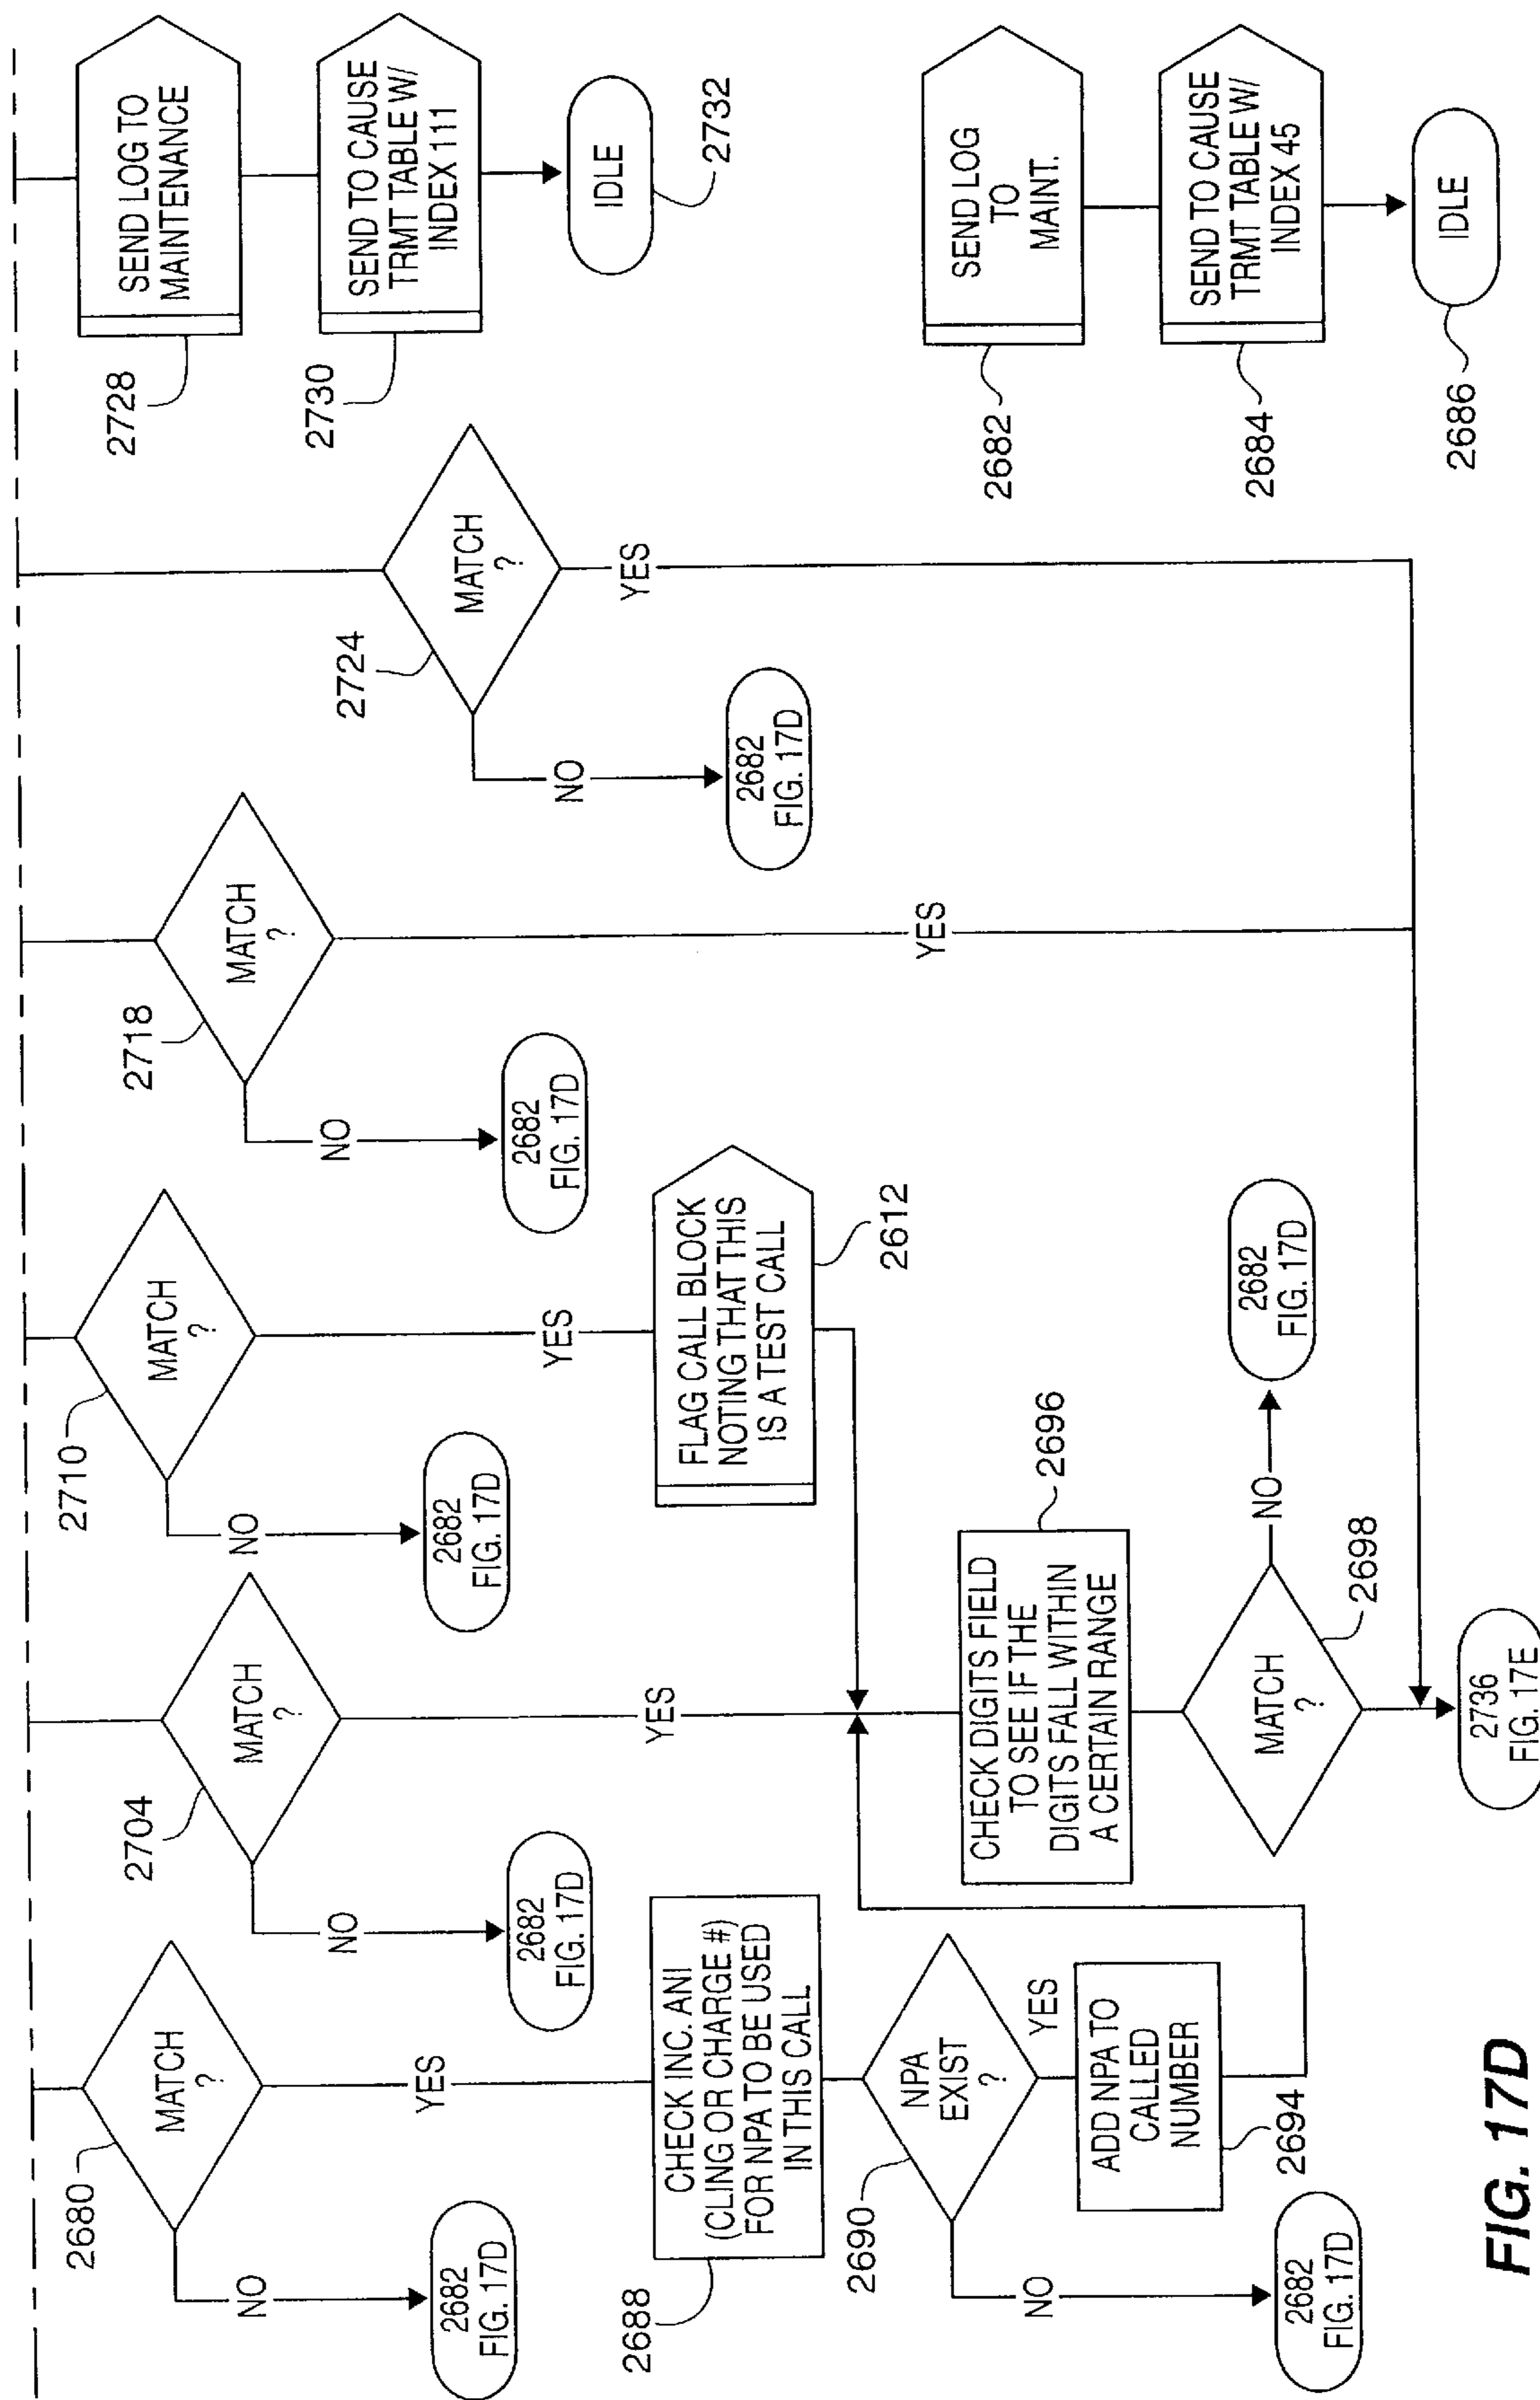 2680
MATCH
?
NO
2682
FIG. 17D
YES
2688
CHECK INC. ANI
(CLING OR CHARGE #)
FOR NPA TO BE USED
IN THIS CALL
2690
NPA
EXIST
?
NO
2682
FIG. 17D
YES
ADD NPA TO
CALLED
NUMBER
2694
2704
MATCH
?
NO
2682
FIG. 17D
YES
2710
MATCH
?
NO
2682
FIG. 17D
YES
FLAG CALL BLOCK
NOTING THAT THIS
IS A TEST CALL
2612
CHECK DIGITS FIELD
TO SEE IF THE
DIGITS FALL WITHIN
A CERTAIN RANGE
2696
MATCH
?
2698
NO
2682
FIG. 17D
2736
FIG. 17E
2718
MATCH
?
NO
2682
FIG. 17D
YES
2724
MATCH
?
NO
2682
FIG. 17D
YES
2728
SEND LOG TO
MAINTENANCE
2730
SEND TO CAUSE
TRMT TABLE W/
INDEX 111
IDLE
2732
2682
SEND LOG
TO
MAINT.
2684
SEND TO CAUSE
TRMT TABLE W/
INDEX 45
2686
IDLE
FIG. 17D